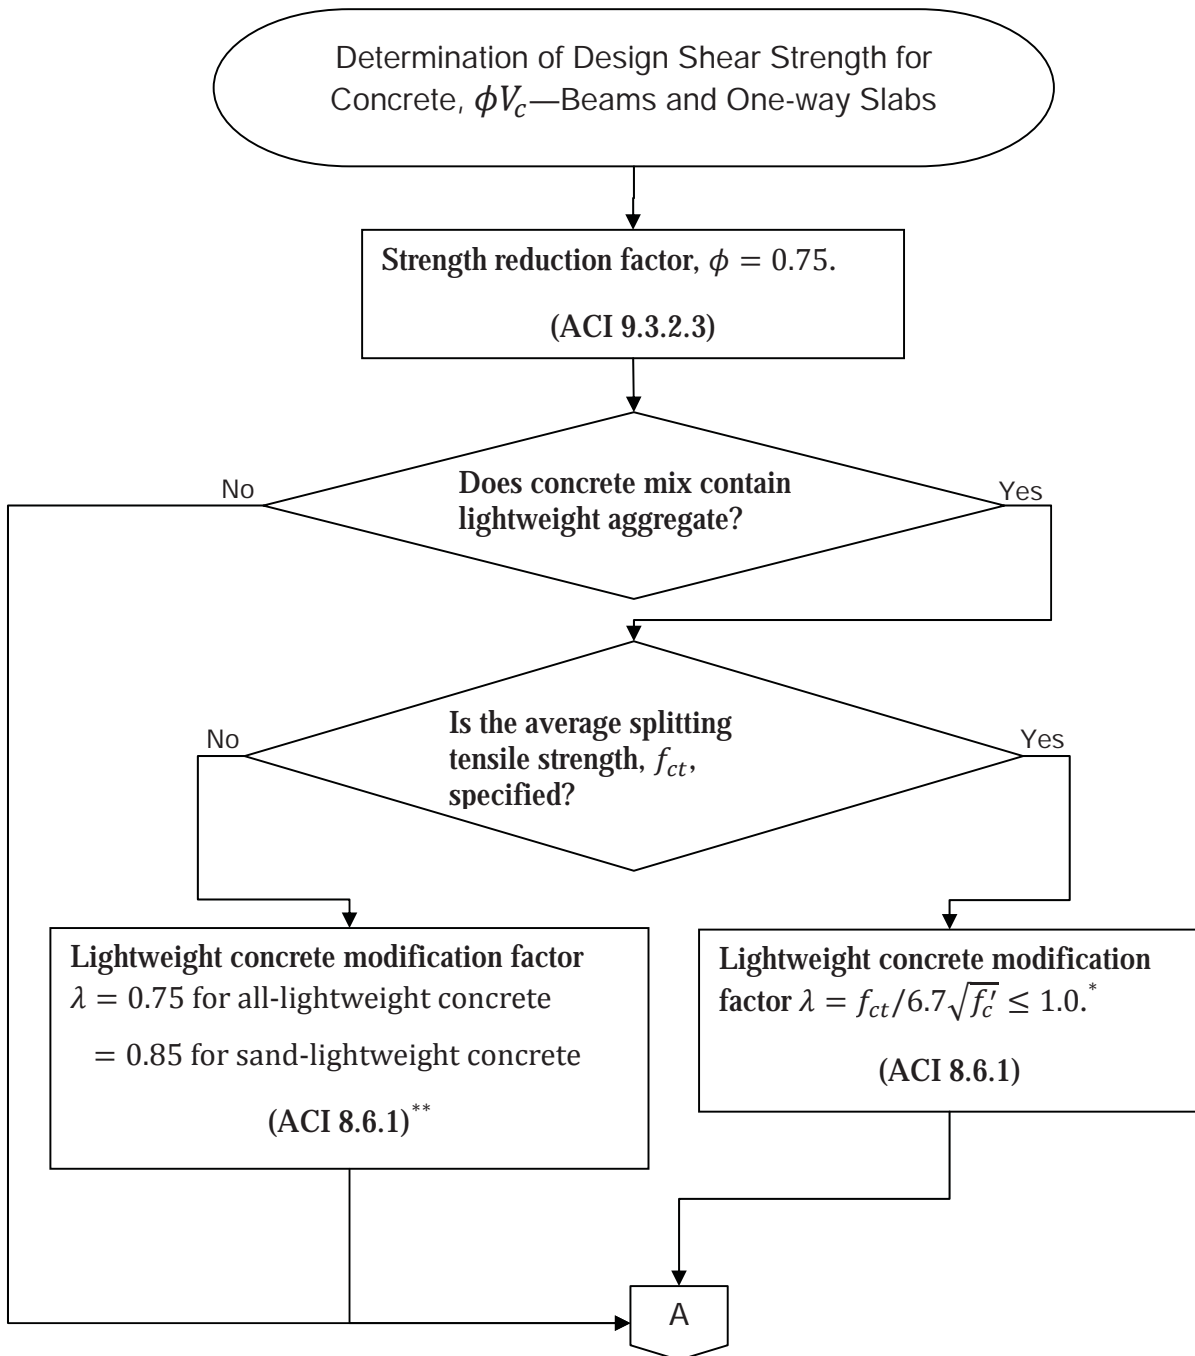 Determination of Design Shear Strength for
Concrete, ϕV_c—Beams and One-way Slabs
Strength reduction factor, ϕ = 0.75.
(ACI 9.3.2.3)
Does concrete mix contain
lightweight aggregate?
No
Yes
Is the average splitting
tensile strength, f_ct,
specified?
No
Yes
Lightweight concrete modification factor
λ = 0.75 for all-lightweight concrete
= 0.85 for sand-lightweight concrete
(ACI 8.6.1)**
Lightweight concrete modification
factor λ = f_ct/6.7√f_c′ ≤ 1.0.*
(ACI 8.6.1)
A